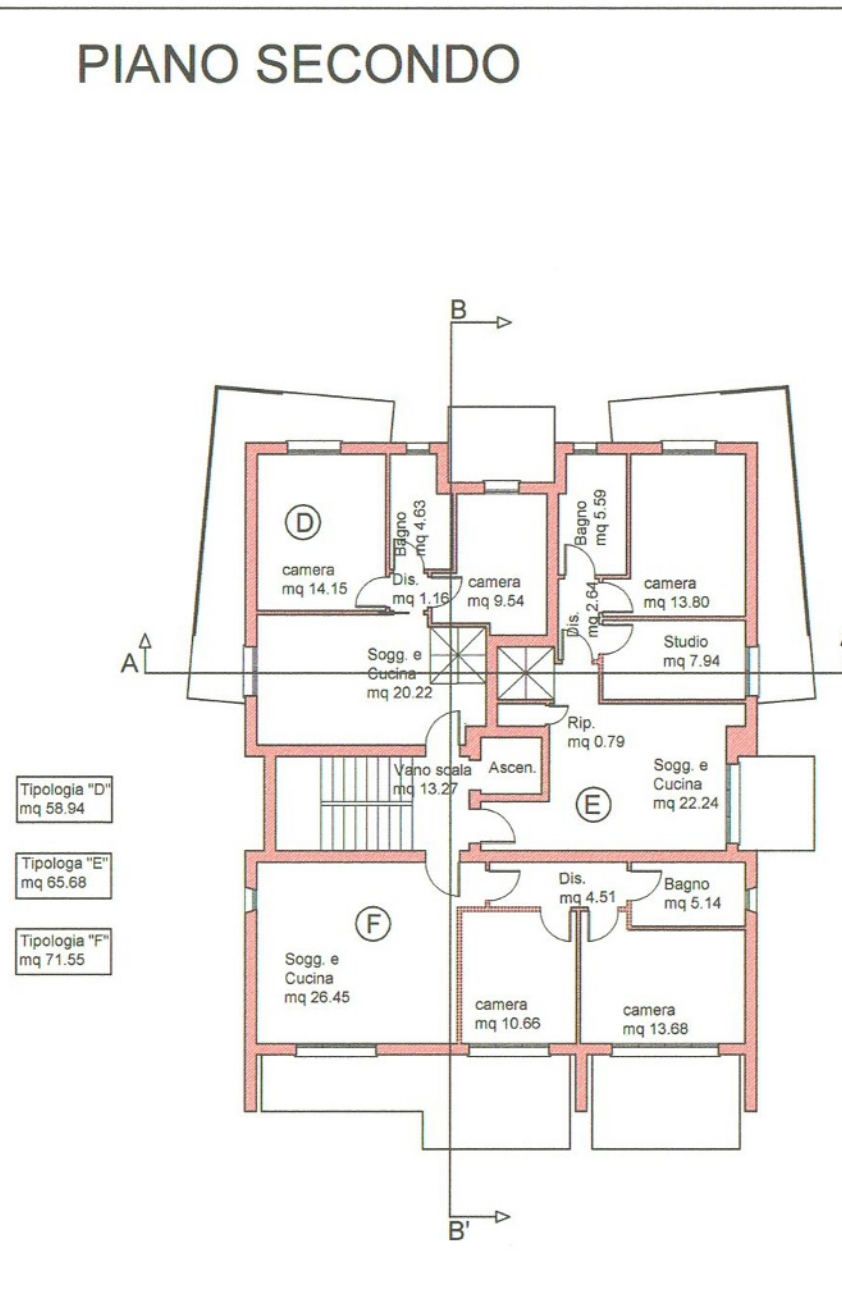 PIANO SECONDO
B
D
camera
mq 14.15
Bagno
mq 4.63
Dis.
mq 1.16
camera
mq 9.54
Bagno
mq 5.59
Dis.
mq 2.64
camera
mq 13.80
Studio
mq 7.94
A
Sogg. e
Cucina
mq 20.22
Rip.
mq 0.79
Vano scala
mq 13.27
Ascen.
Sogg. e
Cucina
mq 22.24
E
Tipologia "D"
mq 58.94
Tipologa "E"
mq 65.68
Tipologia "F"
mq 71.55
F
Sogg. e
Cucina
mq 26.45
Dis.
mq 4.51
Bagno
mq 5.14
camera
mq 10.66
camera
mq 13.68
B'